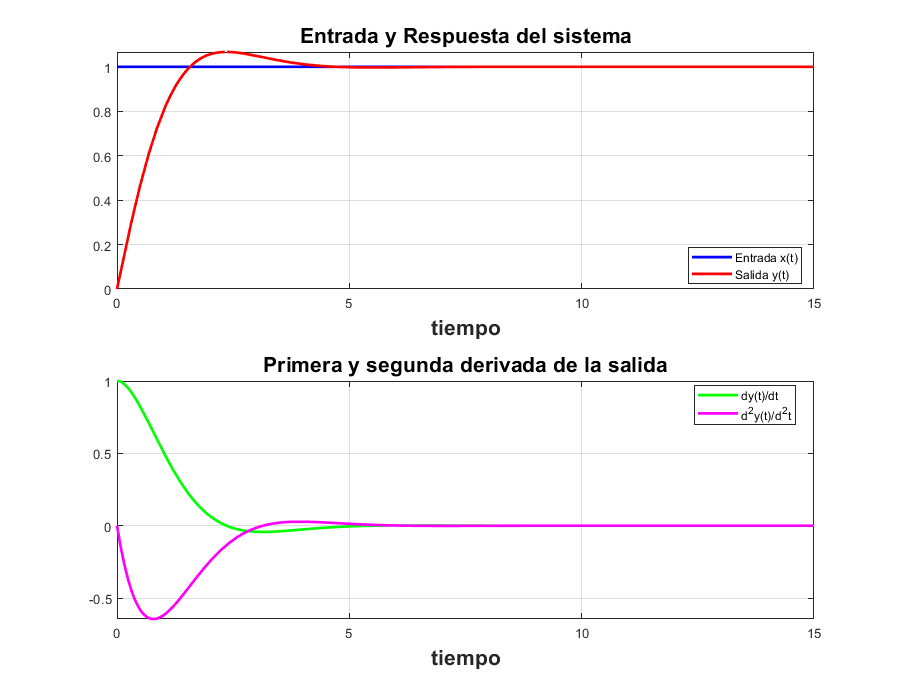 Entrada y Respuesta del sistema
1
0.8
0.6
0.4
0.2
0
Entrada x(t)
Salida y(t)
0 5 10 15
tiempo
Primera y segunda derivada de la salida
1
0.5
0
-0.5
dy(t)/dt
d²y(t)/d²t
0 5 10 15
tiempo